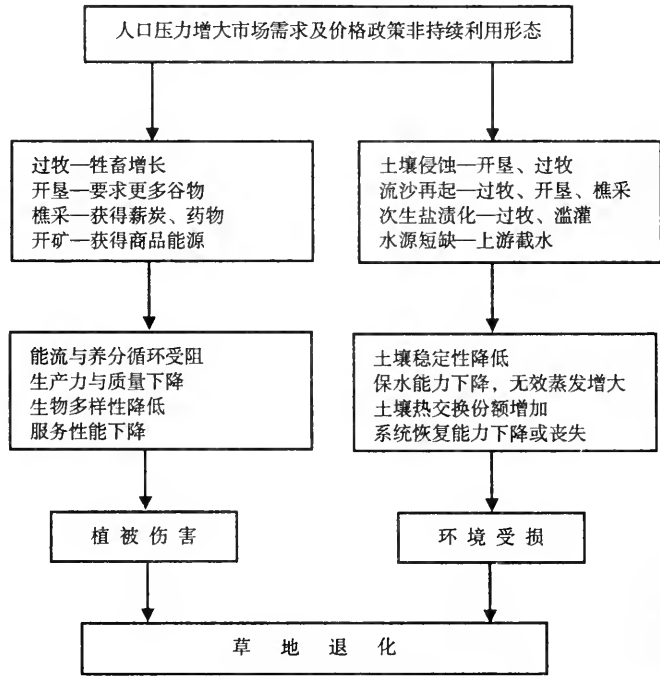 人口压力增大市场需求及价格政策非持续利用形态
过牧—牲畜增长
开垦—要求更多谷物
樵采—获得薪炭、药物
开矿—获得商品能源
土壤侵蚀—开垦、过牧
流沙再起—过牧、开垦、樵采
次生盐渍化—过牧、滥灌
水源短缺—上游截水
能流与养分循环受阻
生产力与质量下降
生物多样性降低
服务性能下降
土壤稳定性降低
保水能力下降，无效蒸发增大
土壤热交换份额增加
系统恢复能力下降或丧失
植被伤害
环境受损
草地退化